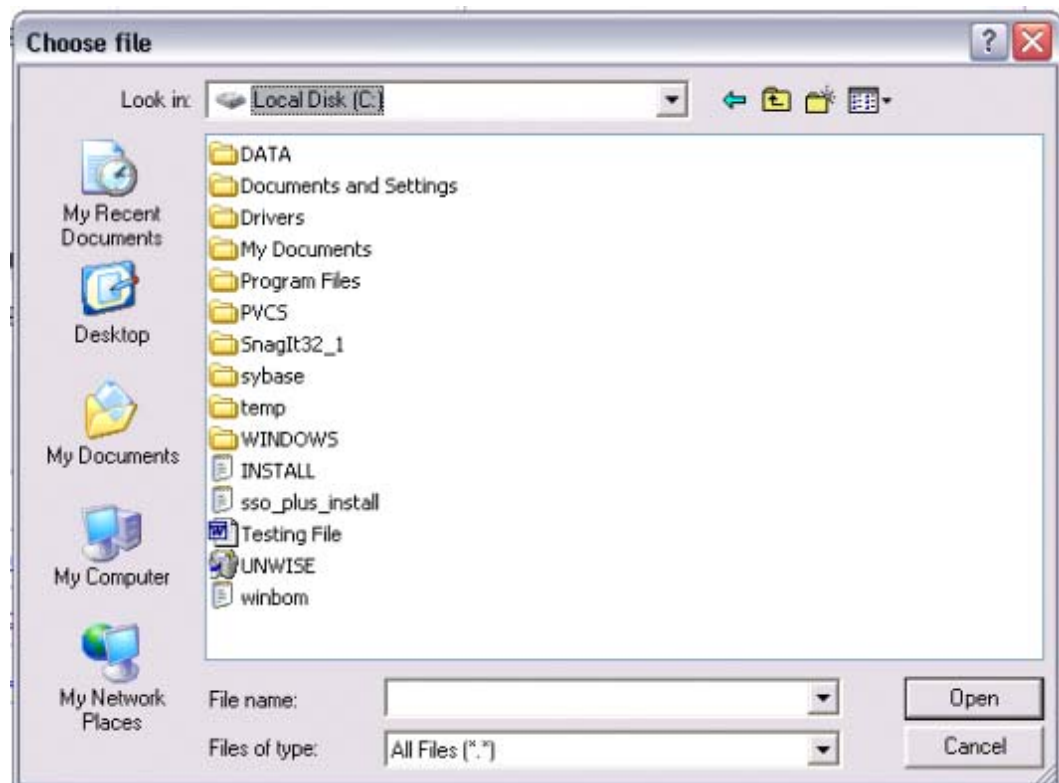 Choose file
Look in: Local Disk (C:)
My Recent
Documents
Desktop
My Documents
My Computer
My Network
Places
DATA
Documents and Settings
Drivers
My Documents
Program Files
PVCS
SnagIt32_1
sybase
temp
WINDOWS
INSTALL
sso_plus_install
Testing File
UNWISE
winbom
File name:
Open
Files of type: All Files (*.*)
Cancel